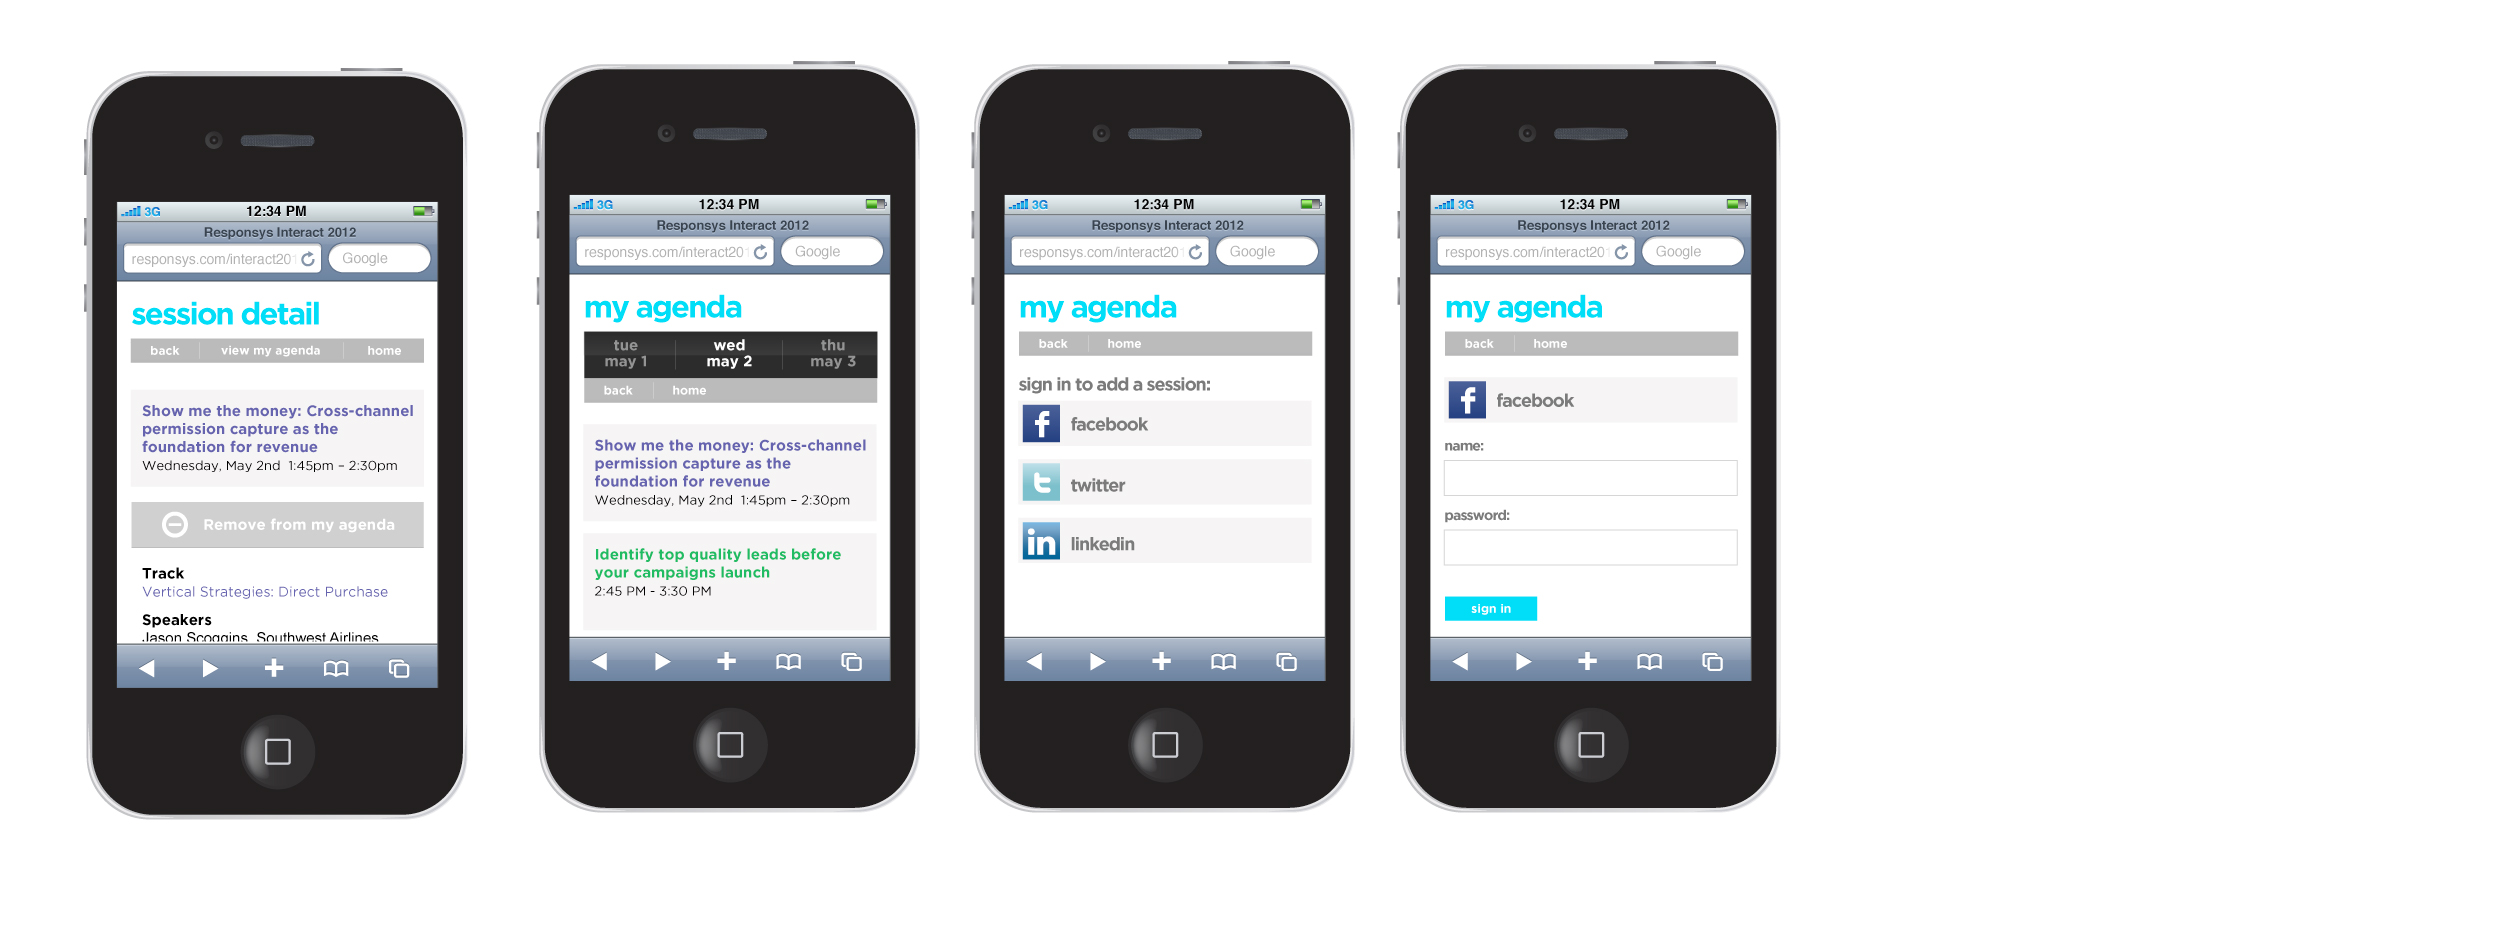 3G 12:34 PM
Responsys Interact 2012
responsys.com/interact201 Google
session detail
back view my agenda home
Show me the money: Cross-channel
permission capture as the
foundation for revenue
Wednesday, May 2nd 1:45pm – 2:30pm
Remove from my agenda
Track
Vertical Strategies: Direct Purchase
Speakers
Jason Scoggins, Southwest Airlines
3G 12:34 PM
Responsys Interact 2012
responsys.com/interact201 Google
my agenda
tue wed thu
may 1 may 2 may 3
back home
Show me the money: Cross-channel
permission capture as the
foundation for revenue
Wednesday, May 2nd 1:45pm – 2:30pm
Identify top quality leads before
your campaigns launch
2:45 PM - 3:30 PM
3G 12:34 PM
Responsys Interact 2012
responsys.com/interact201 Google
my agenda
back home
sign in to add a session:
f facebook
t twitter
in linkedin
3G 12:34 PM
Responsys Interact 2012
responsys.com/interact201 Google
my agenda
back home
f facebook
name:
password:
sign in